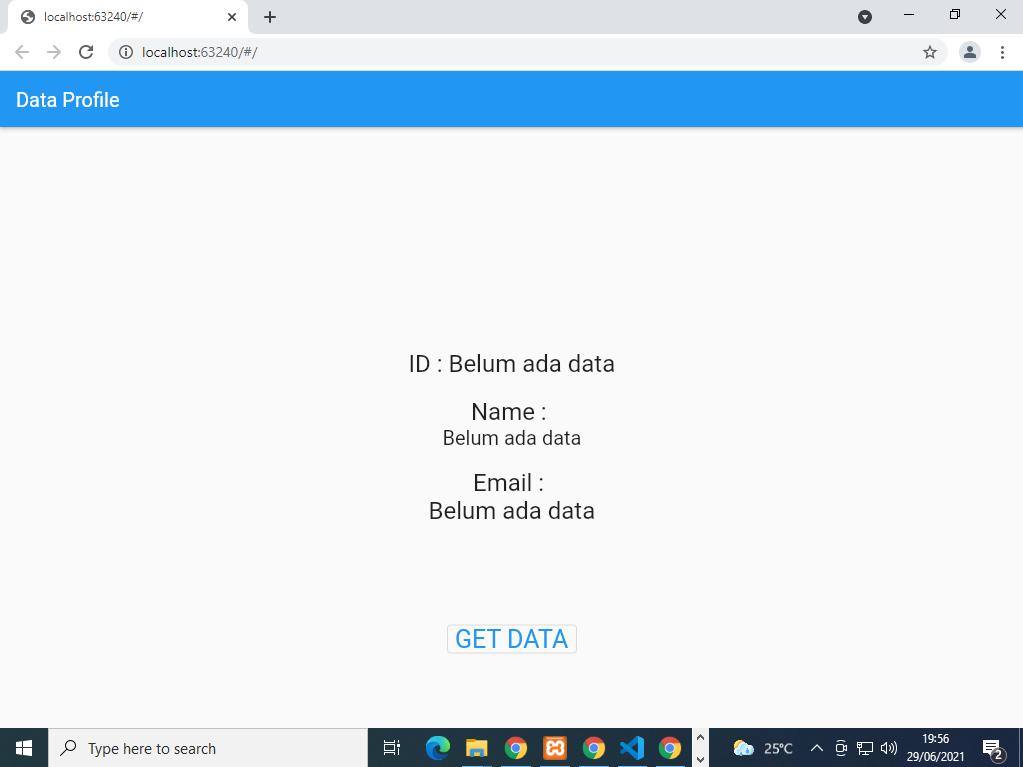 localhost:63240/#/
localhost:63240/#/
Data Profile
ID : Belum ada data
Name :
Belum ada data
Email :
Belum ada data
GET DATA
Type here to search
25°C
19:56
29/06/2021
2